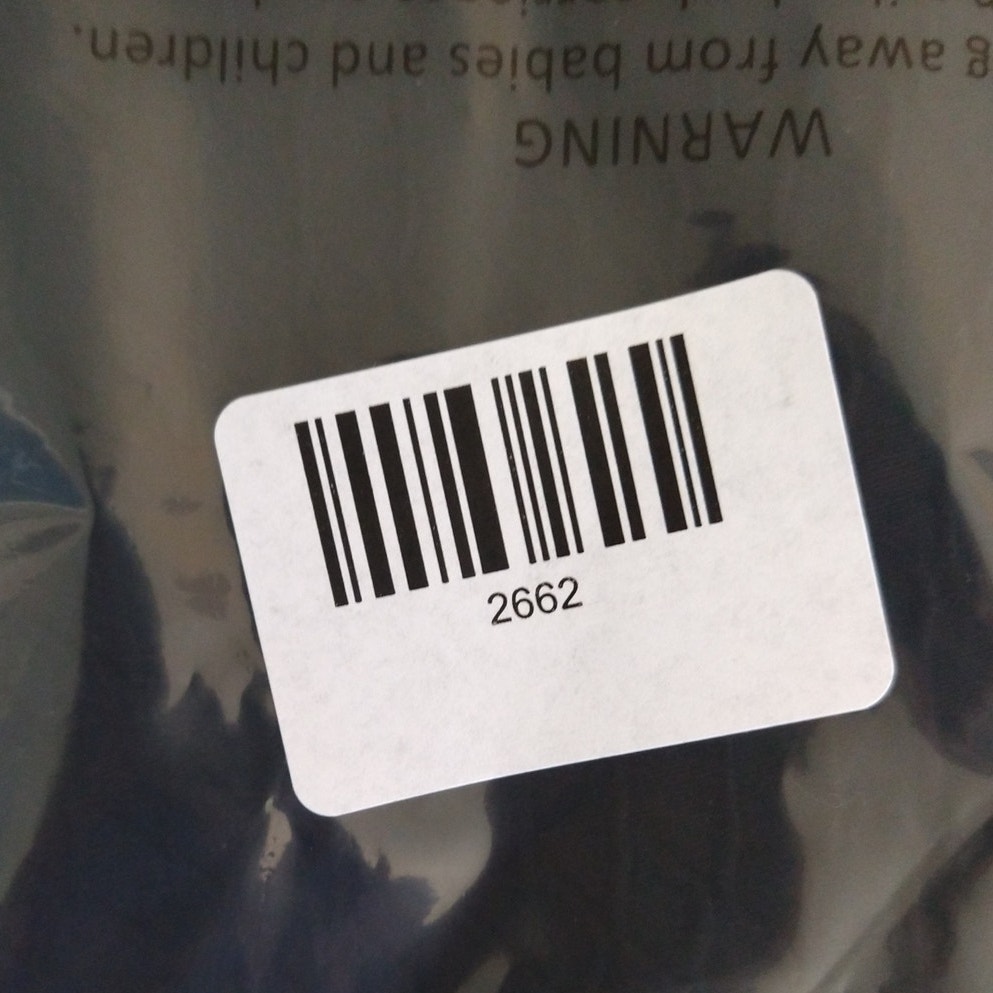 2662
WARNING
g away from babies and children.